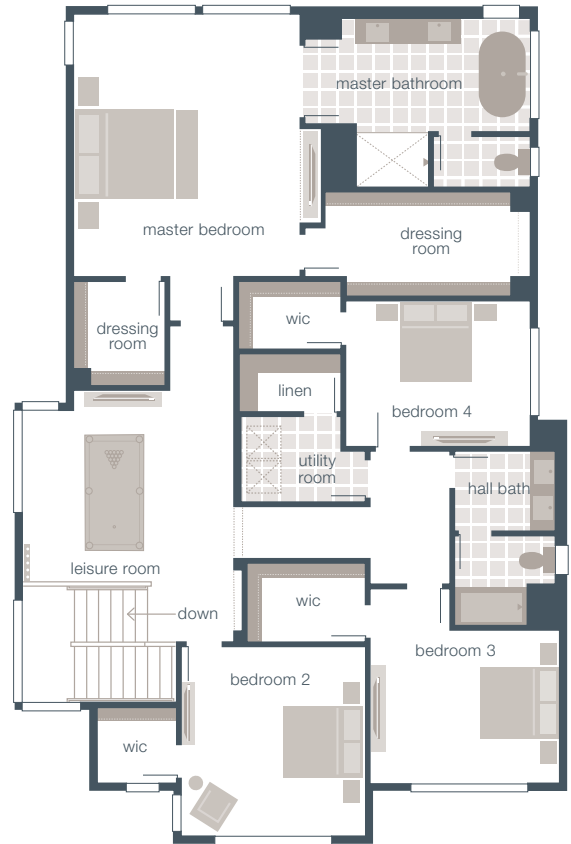 master bathroom
master bedroom
dressing
room
wic
dressing
room
linen
bedroom 4
utility
room
hall bath
leisure room
wic
down
bedroom 3
bedroom 2
wic